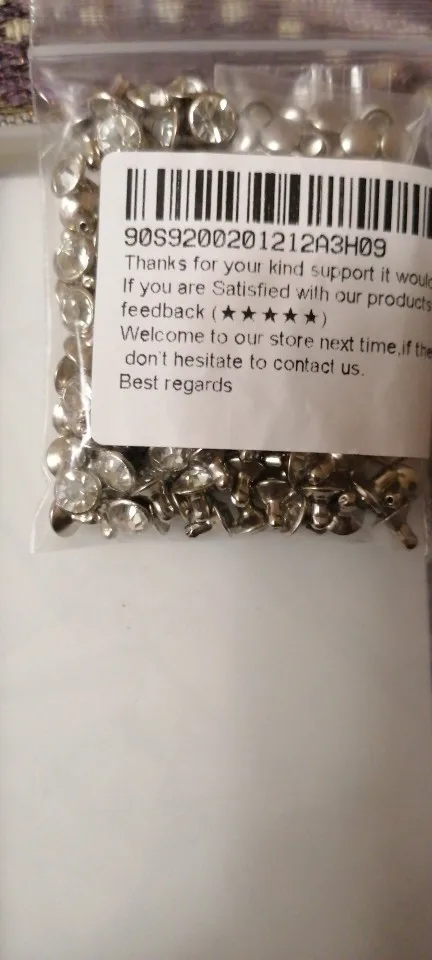 90S9200201212A3H09
Thanks for your kind support it would
If you are Satisfied with our products
feedback (★★★★★)
Welcome to our store next time,if the
don't hesitate to contact us.
Best regards